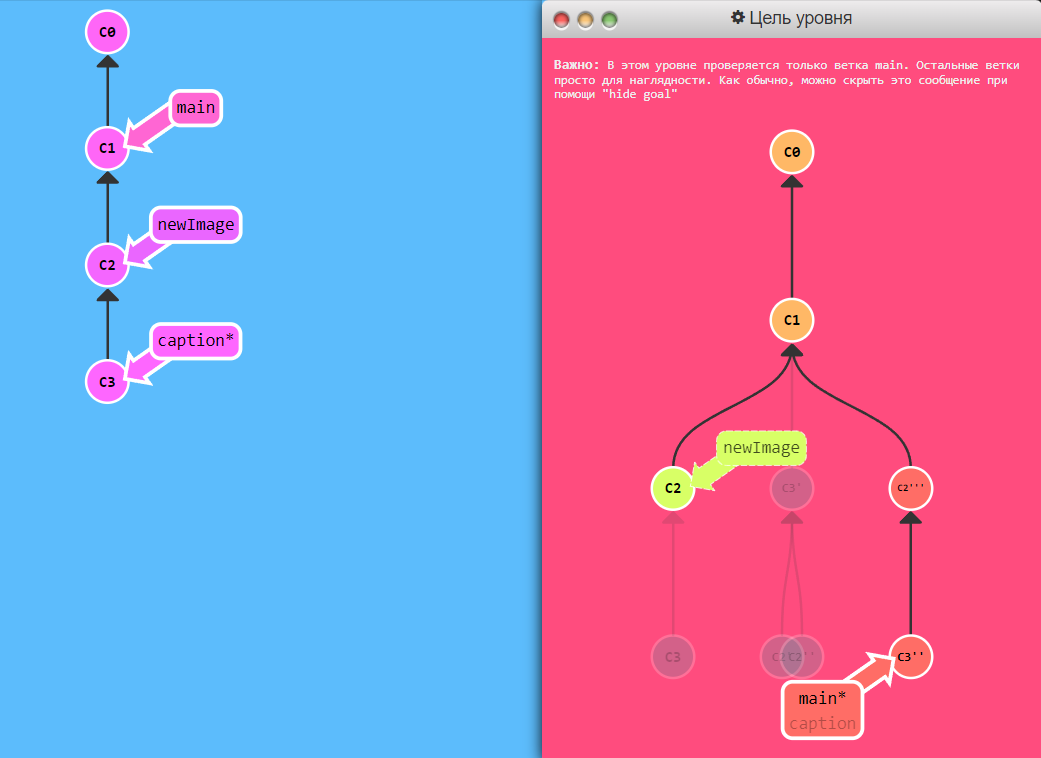 C0
main
C1
newImage
C2
caption*
C3
Цель уровня
Важно: В этом уровне проверяется только ветка main. Остальные ветки
просто для наглядности. Как обычно, можно скрыть это сообщение при
помощи "hide goal"
C0
C1
newImage
C2
C3'
C2'''
C3
C2''
C3''
main*
caption